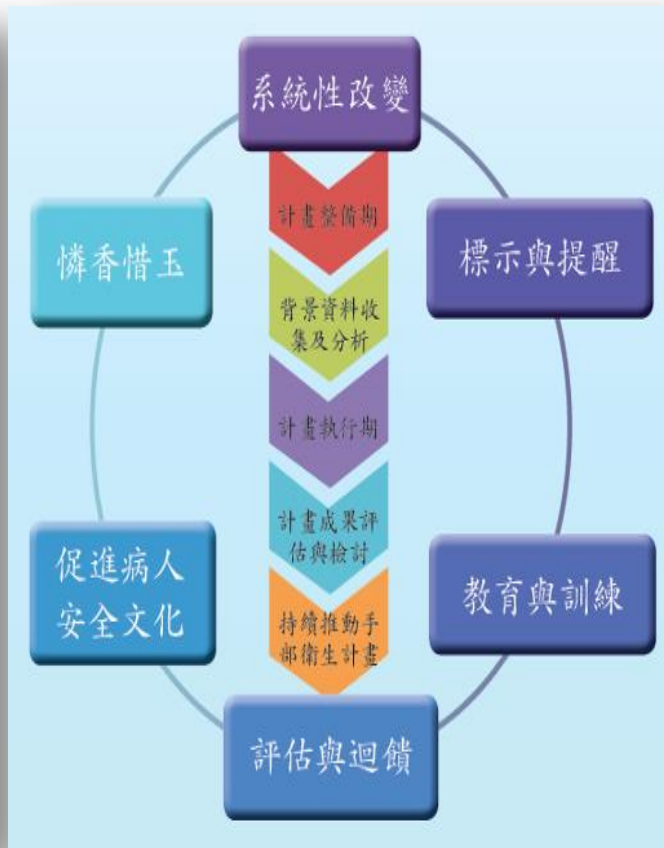 系統性改變
標示與提醒
教育與訓練
評估與迴饋
促進病人
安全文化
憐香惜玉
計畫整備期
背景資料收
集及分析
計畫執行期
計畫成果評
估與檢討
持續推動手
部衛生計畫